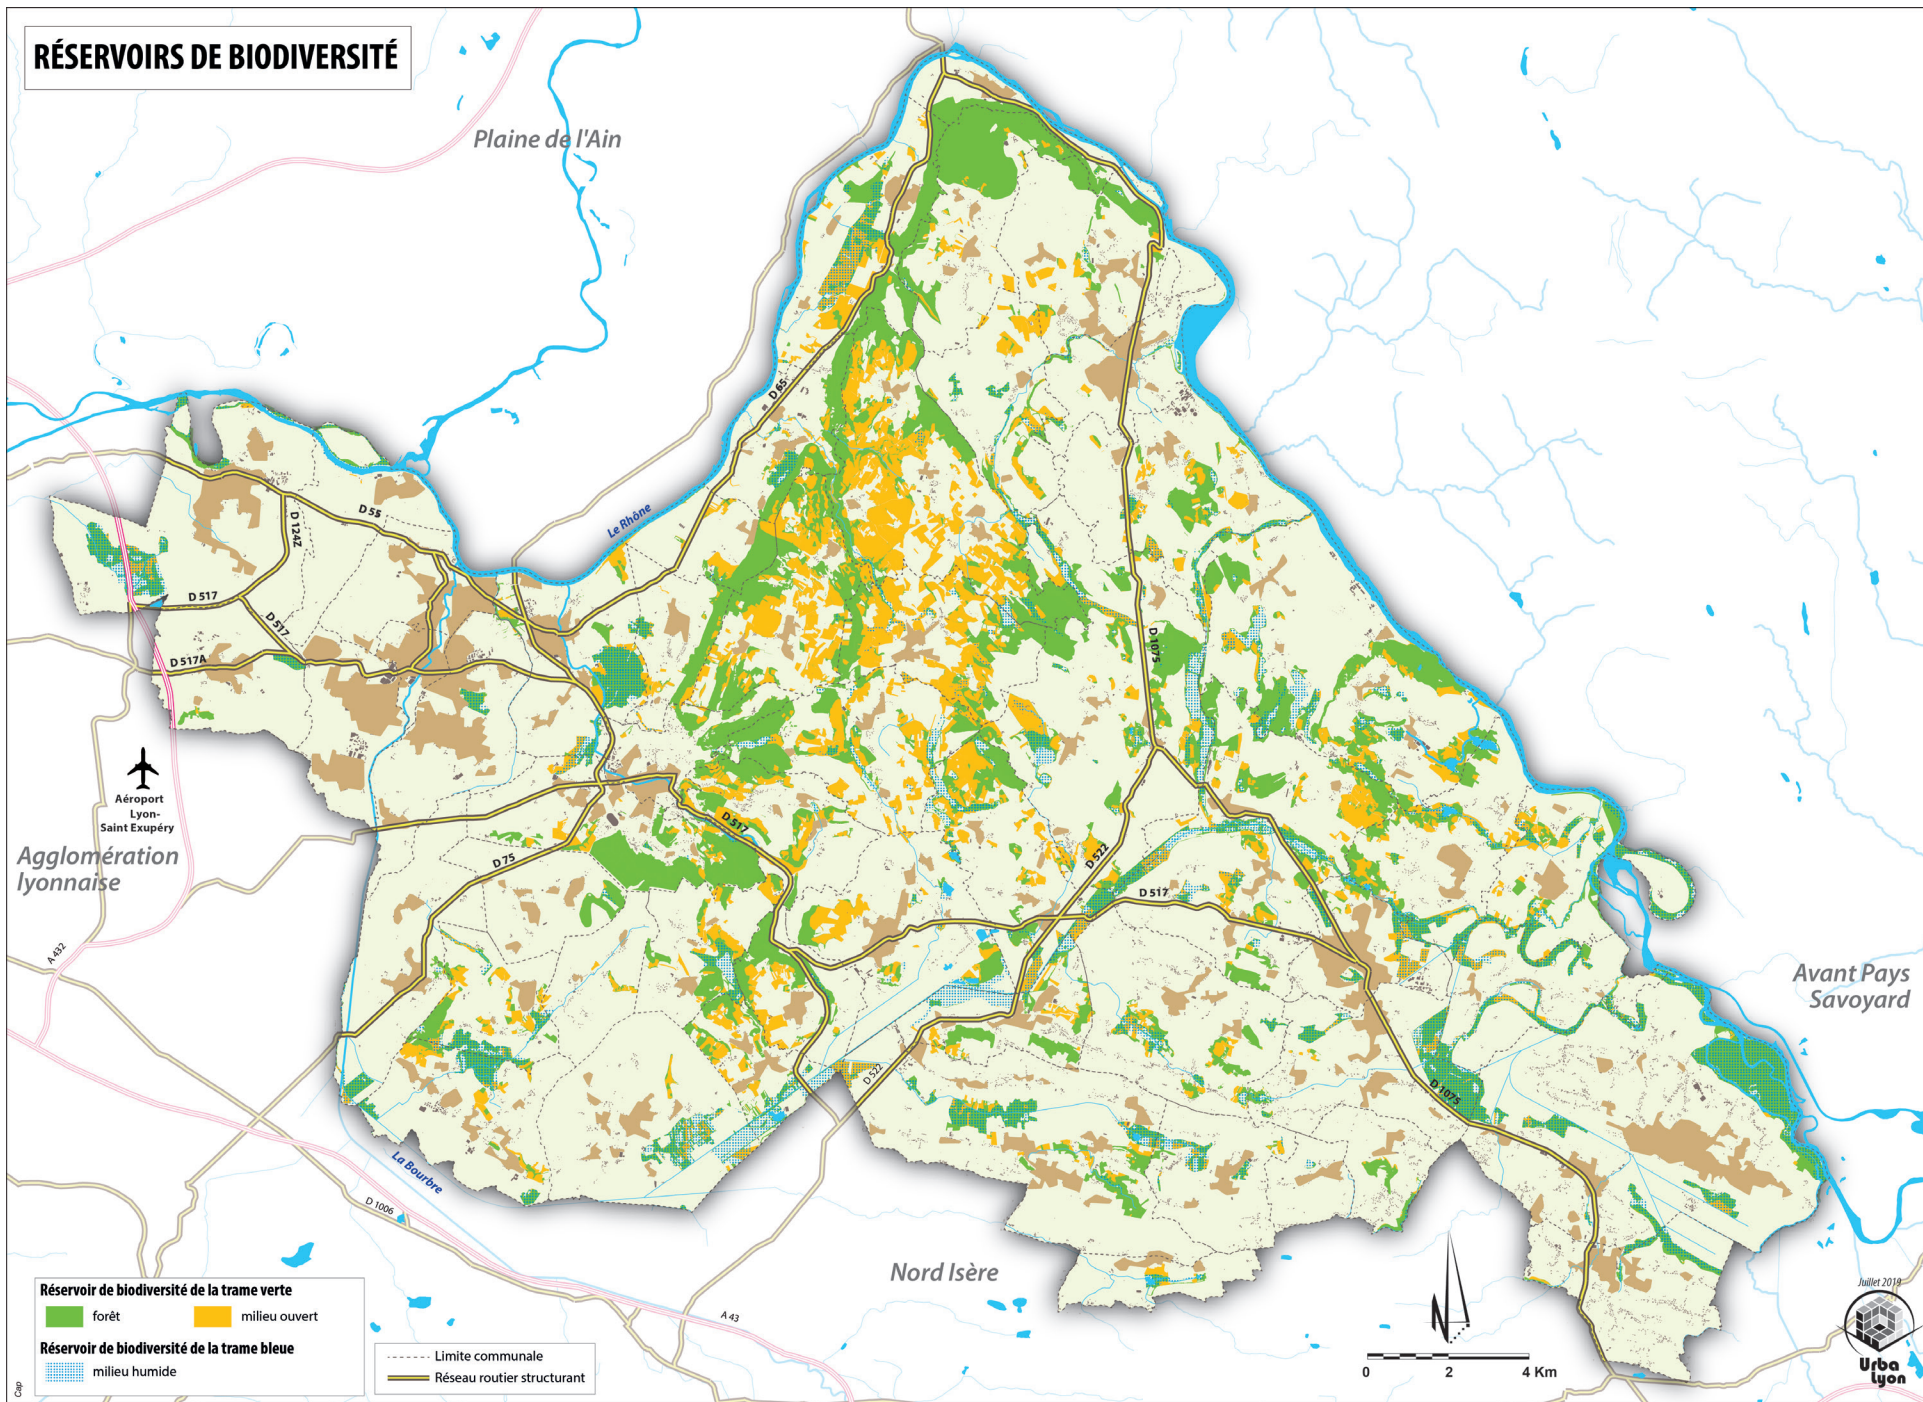 RÉSERVOIRS DE BIODIVERSITÉ
Plaine de l'Ain
D 65
Le Rhône
D 55
D 124Z
D 517
D 517
D 517A
D 1075
Aéroport
Lyon-
Saint Exupéry
Agglomération
lyonnaise
D 517
D 75
D 522
D 517
A 432
Avant Pays
Savoyard
D 522
D 1075
La Bourbre
D 1006
Nord Isère
A 43
Réservoir de biodiversité de la trame verte
forêt
milieu ouvert
Réservoir de biodiversité de la trame bleue
milieu humide
Limite communale
Réseau routier structurant
N
0 2 4 Km
Juillet 2019
Urba
Lyon
Cap